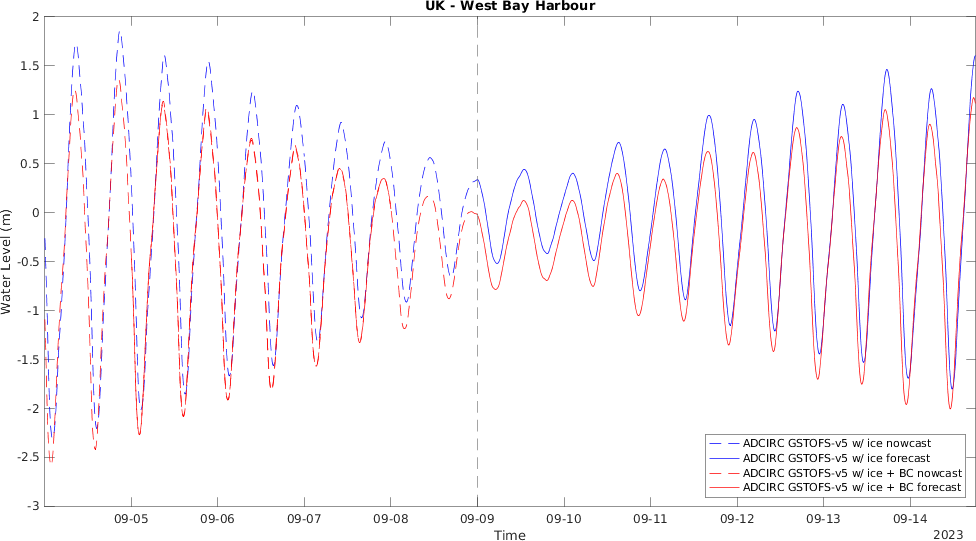 UK - West Bay Harbour
2
1.5
1
0.5
0
-0.5
-1
-1.5
-2
-2.5
-3
Water Level (m)
09-05 09-06 09-07 09-08 09-09 09-10 09-11 09-12 09-13 09-14
Time
2023
ADCIRC GSTOFS-v5 w/ ice nowcast
ADCIRC GSTOFS-v5 w/ ice forecast
ADCIRC GSTOFS-v5 w/ ice + BC nowcast
ADCIRC GSTOFS-v5 w/ ice + BC forecast